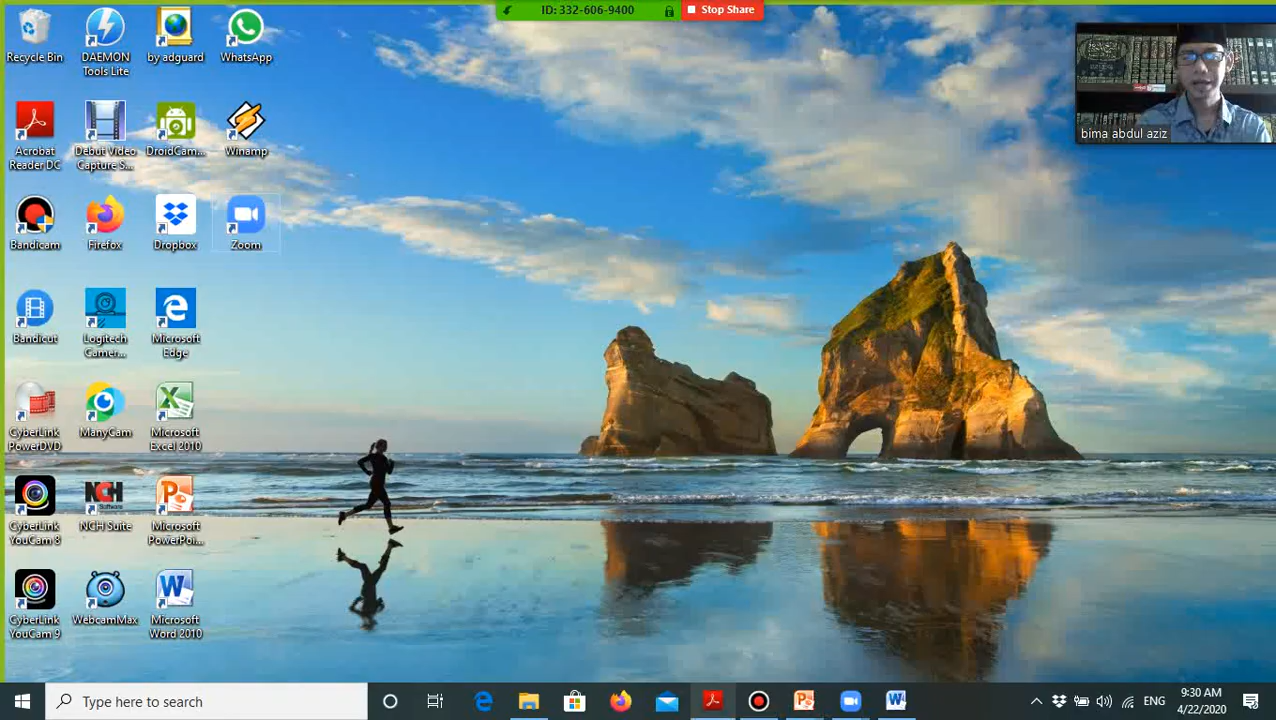 ID: 332-606-9400
Stop Share
Recycle Bin
DAEMON
Tools Lite
by adguard
WhatsApp
bima abdul aziz
Acrobat
Reader DC
Debut Video
Capture S...
DroidCam...
Winamp
Bandicam
Firefox
Dropbox
Zoom
Bandicut
Logitech
Camer...
Microsoft
Edge
CyberLink
PowerDVD
ManyCam
Microsoft
Excel 2010
CyberLink
YouCam 8
NCH
Software
NCH Suite
Microsoft
PowerPoi...
CyberLink
YouCam 9
WebcamMax
Microsoft
Word 2010
Type here to search
ENG
9:30 AM
4/22/2020